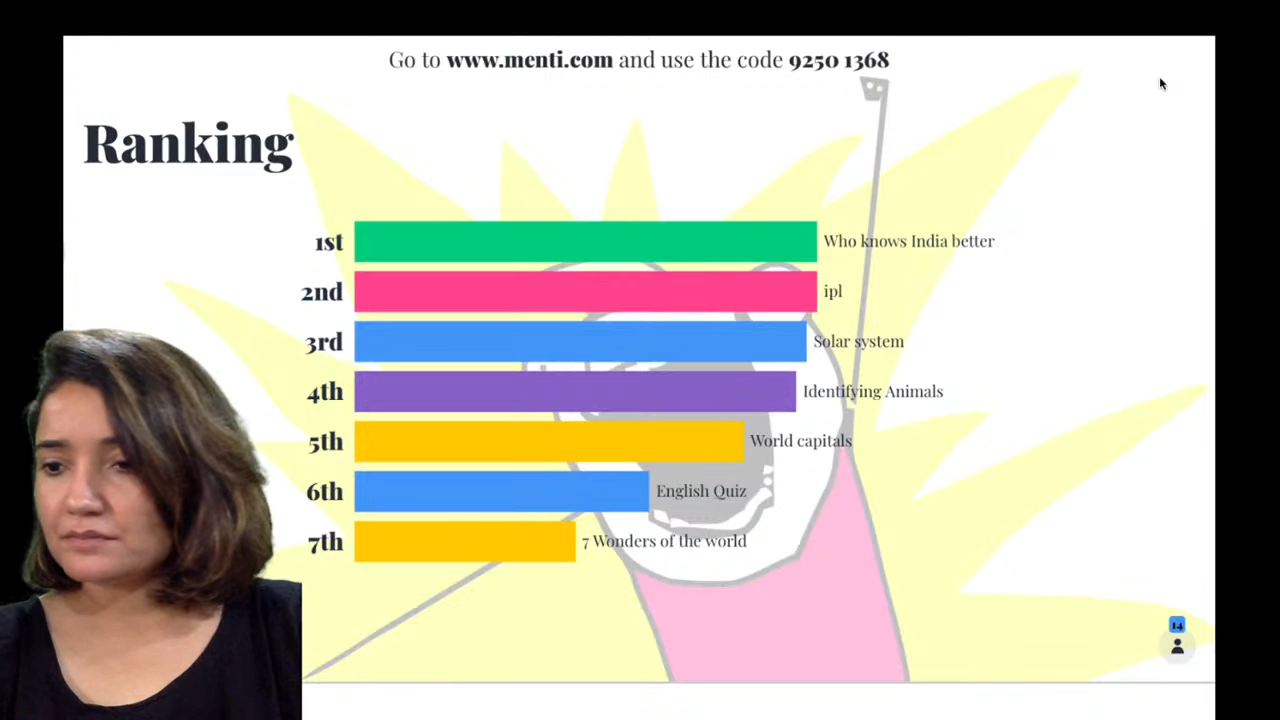 Go to www.menti.com and use the code 9250 1368
Ranking
1st Who knows India better
2nd ipl
3rd Solar system
4th Identifying Animals
5th World capitals
6th English Quiz
7th 7 Wonders of the world
14